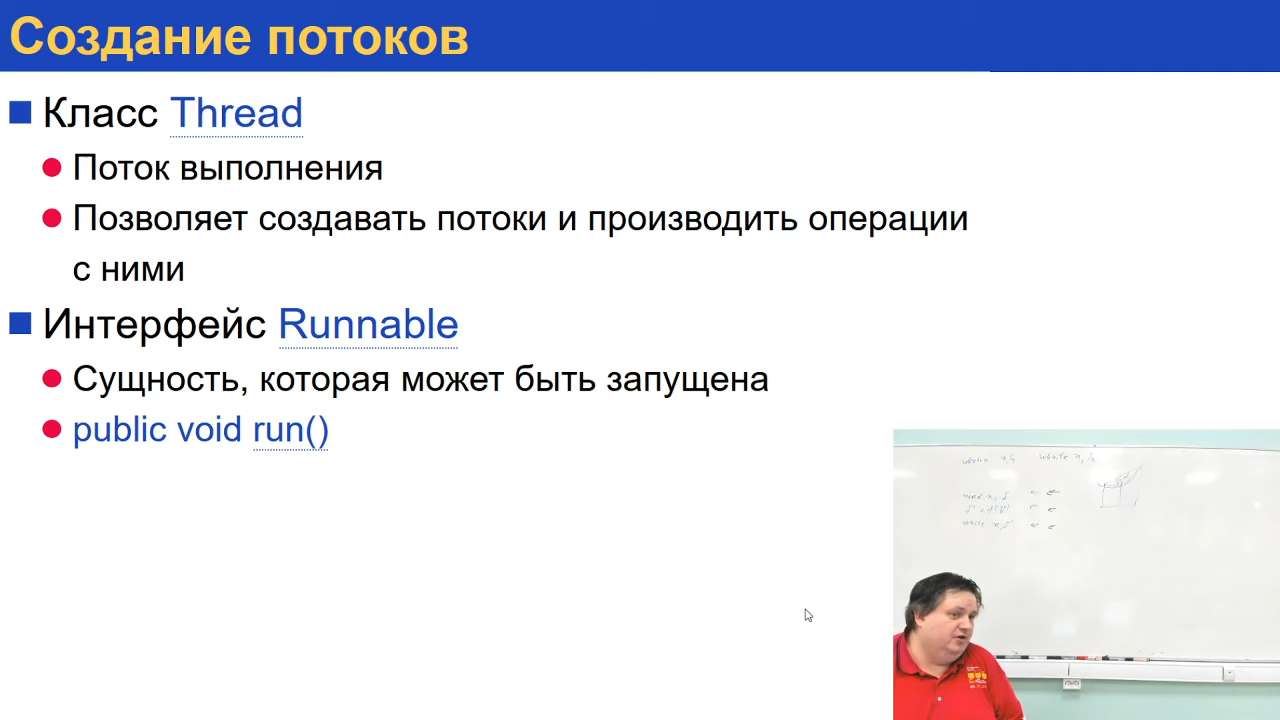 Создание потоков
Класс Thread
Поток выполнения
Позволяет создавать потоки и производить операции
с ними
Интерфейс Runnable
Сущность, которая может быть запущена
public void run()